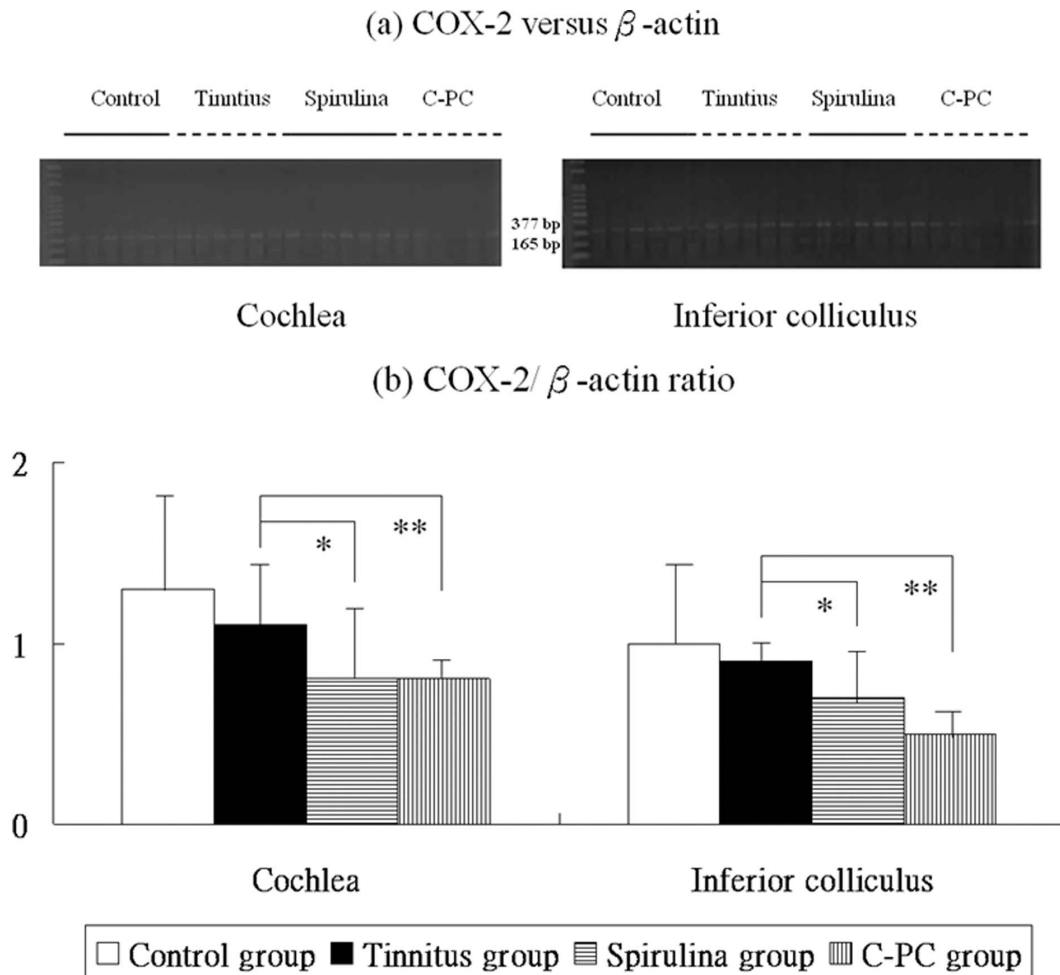 (a) COX-2 versus β-actin
Control Tinntius Spirulina C-PC Control Tinntius Spirulina C-PC
377 bp
165 bp
Cochlea Inferior colliculus
(b) COX-2/ β-actin ratio
2
**
*
**
*
1
0
Cochlea Inferior colliculus
Control group Tinnitus group Spirulina group C-PC group